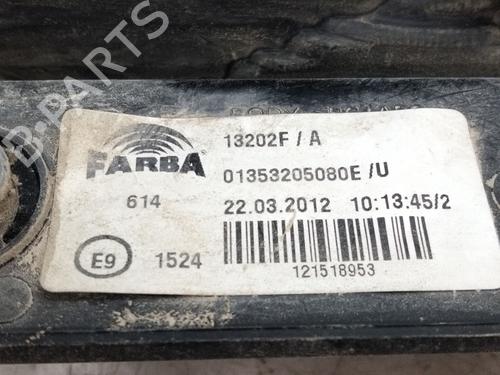 FARBA
13202F / A
01353205080E /U
614
22.03.2012 10:13:45/2
E9
1524
121518953
B-Parts